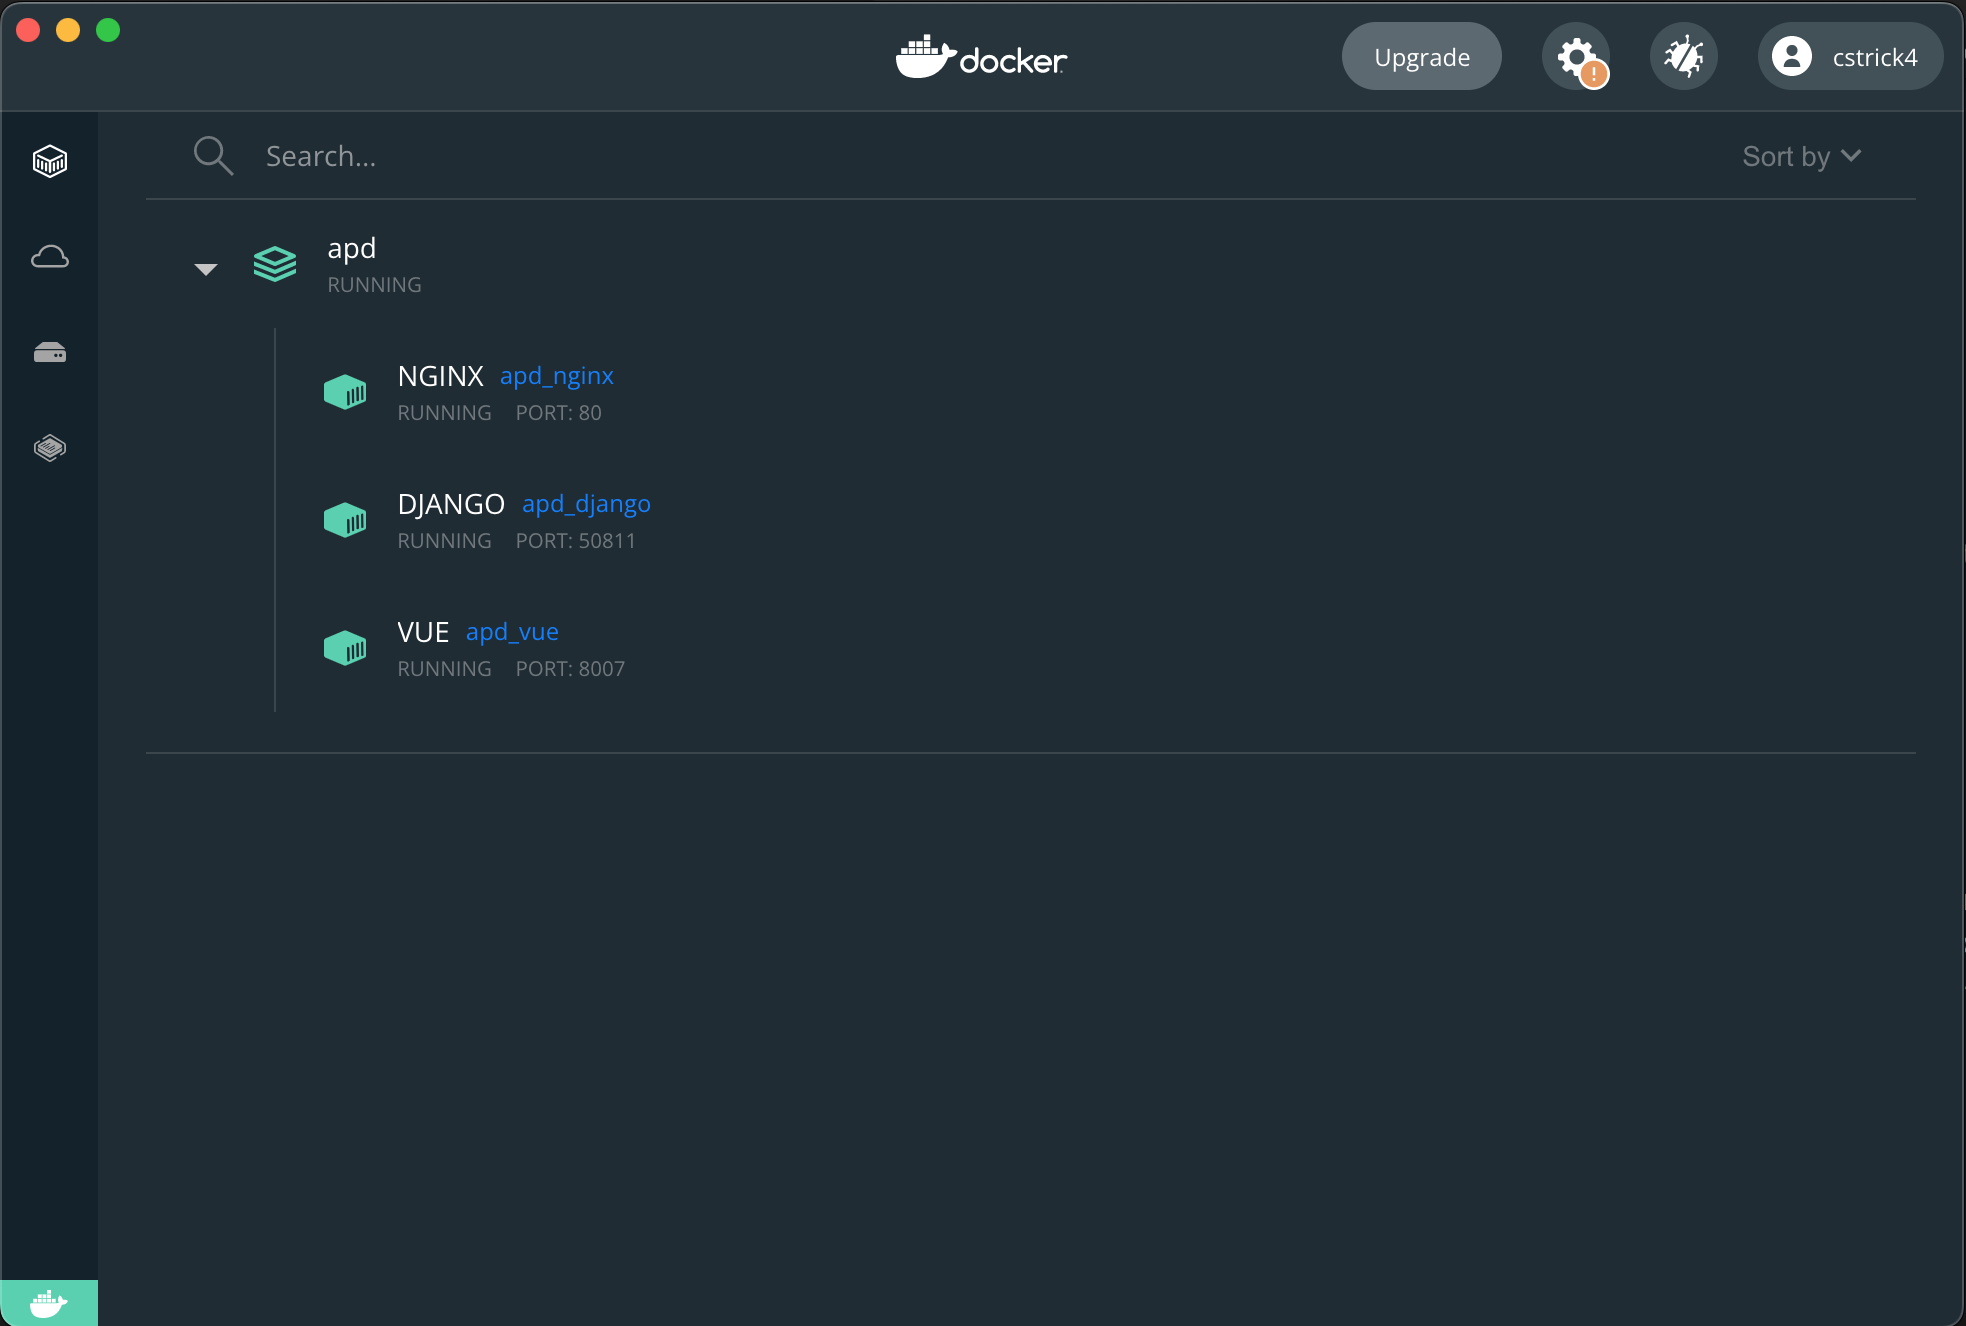 docker
Upgrade
cstrick4
Search...
Sort by
apd
RUNNING
NGINX apd_nginx
RUNNING PORT: 80
DJANGO apd_django
RUNNING PORT: 50811
VUE apd_vue
RUNNING PORT: 8007